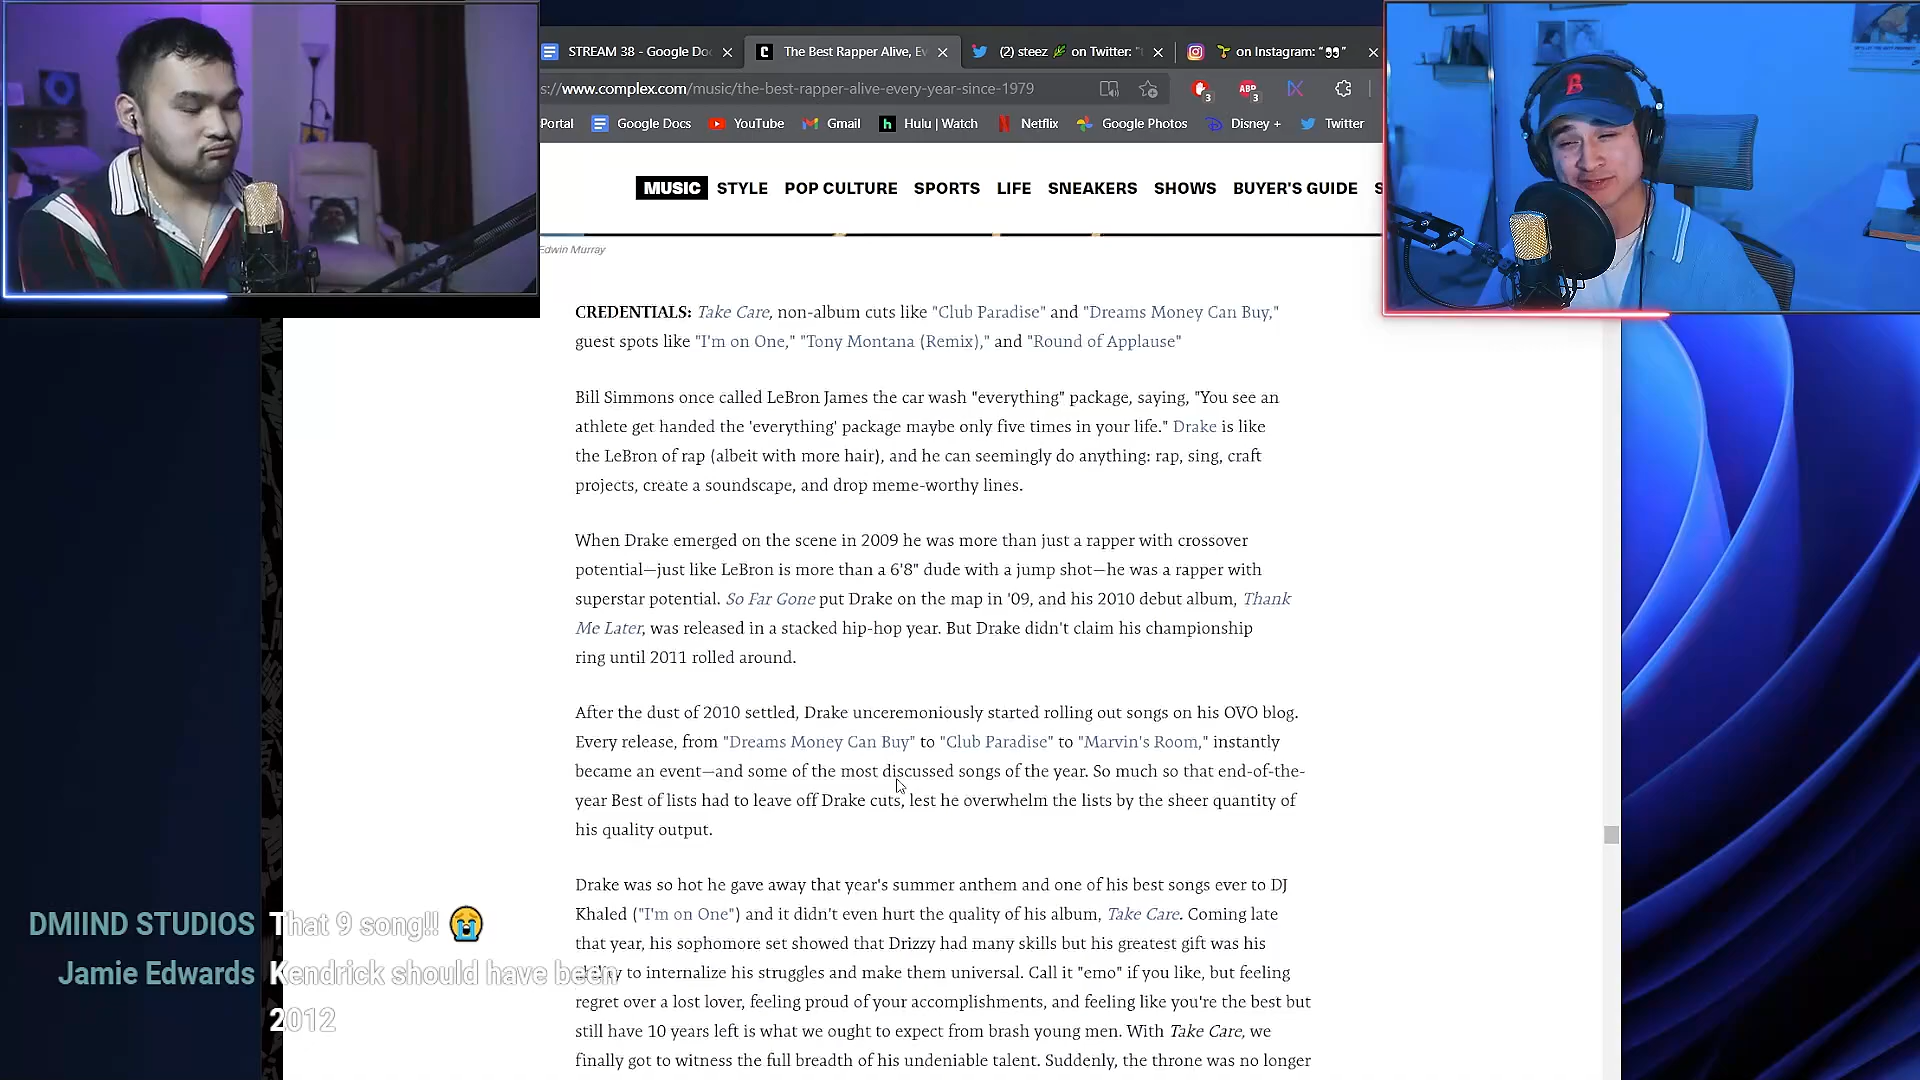 STREAM 38 - Google Do
The Best Rapper Alive, Ev
(2) steez on Twitter: "
on Instagram: "👀"
s://www.complex.com/music/the-best-rapper-alive-every-year-since-1979
Portal
Google Docs
YouTube
Gmail
Hulu | Watch
Netflix
Google Photos
Disney +
Twitter
MUSIC STYLE POP CULTURE SPORTS LIFE SNEAKERS SHOWS BUYER'S GUIDE S
Edwin Murray
CREDENTIALS: Take Care, non-album cuts like "Club Paradise" and "Dreams Money Can Buy,"
guest spots like "I'm on One," "Tony Montana (Remix)," and "Round of Applause"
Bill Simmons once called LeBron James the car wash "everything" package, saying, "You see an
athlete get handed the 'everything' package maybe only five times in your life." Drake is like
the LeBron of rap (albeit with more hair), and he can seemingly do anything: rap, sing, craft
projects, create a soundscape, and drop meme-worthy lines.
When Drake emerged on the scene in 2009 he was more than just a rapper with crossover
potential—just like LeBron is more than a 6'8" dude with a jump shot—he was a rapper with
superstar potential. So Far Gone put Drake on the map in '09, and his 2010 debut album, Thank
Me Later, was released in a stacked hip-hop year. But Drake didn't claim his championship
ring until 2011 rolled around.
After the dust of 2010 settled, Drake unceremoniously started rolling out songs on his OVO blog.
Every release, from "Dreams Money Can Buy" to "Club Paradise" to "Marvin's Room," instantly
became an event—and some of the most discussed songs of the year. So much so that end-of-the-
year Best of lists had to leave off Drake cuts, lest he overwhelm the lists by the sheer quantity of
his quality output.
Drake was so hot he gave away that year's summer anthem and one of his best songs ever to DJ
Khaled ("I'm on One") and it didn't even hurt the quality of his album, Take Care. Coming late
that year, his sophomore set showed that Drizzy had many skills but his greatest gift was his
ability to internalize his struggles and make them universal. Call it "emo" if you like, but feeling
regret over a lost lover, feeling proud of your accomplishments, and feeling like you're the best but
still have 10 years left is what we ought to expect from brash young men. With Take Care, we
finally got to witness the full breadth of his undeniable talent. Suddenly, the throne was no longer
DMIIND STUDIOS That 9 song!! 😭
Jamie Edwards Kendrick should have been
2012